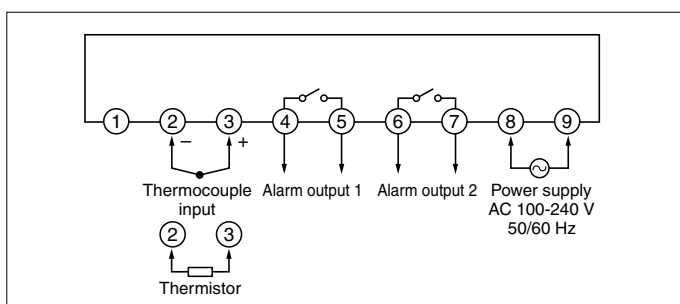 1 2 3 4 5 6 7 8 9
− +
Thermocouple input
Alarm output 1
Alarm output 2
Power supply
AC 100-240 V
50/60 Hz
2 3
Thermistor